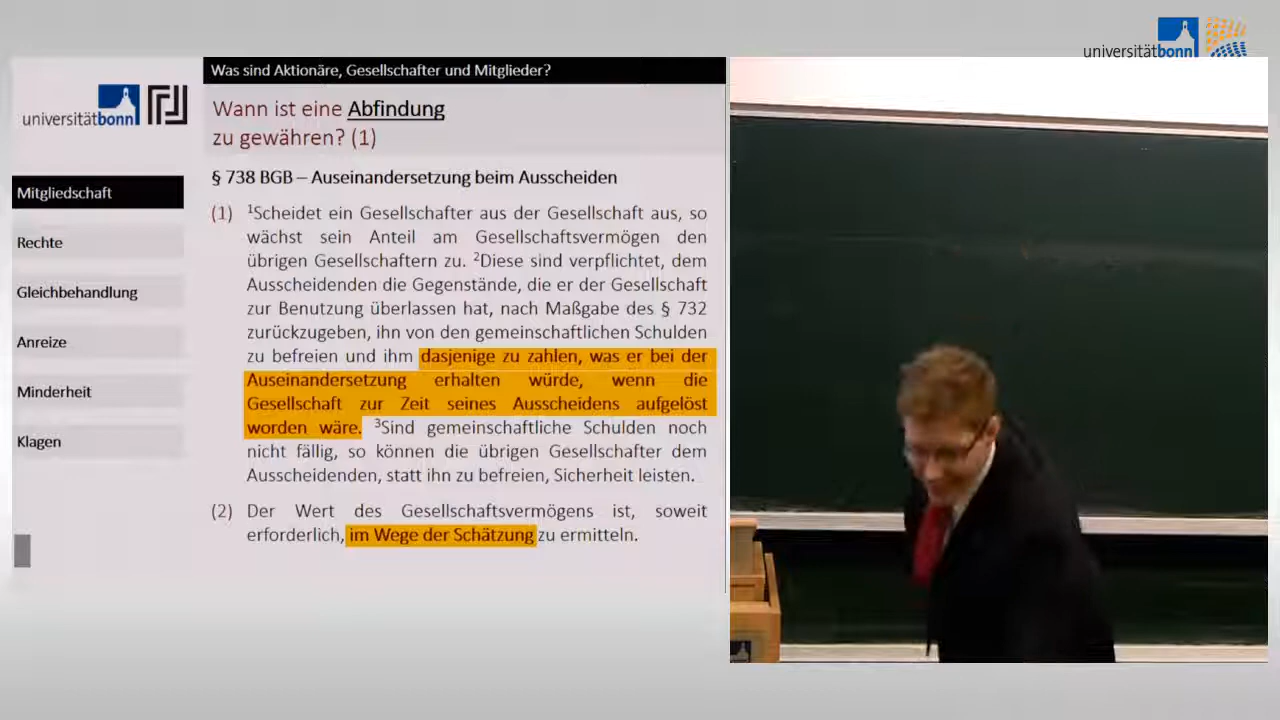 universitätbonn
Was sind Aktionäre, Gesellschafter und Mitglieder?
universitätbonn
Wann ist eine Abfindung
zu gewähren? (1)
Mitgliedschaft
Rechte
Gleichbehandlung
Anreize
Minderheit
Klagen
§ 738 BGB – Auseinandersetzung beim Ausscheiden
(1) ¹Scheidet ein Gesellschafter aus der Gesellschaft aus, so
wächst sein Anteil am Gesellschaftsvermögen den
übrigen Gesellschaftern zu. ²Diese sind verpflichtet, dem
Ausscheidenden die Gegenstände, die er der Gesellschaft
zur Benutzung überlassen hat, nach Maßgabe des § 732
zurückzugeben, ihn von den gemeinschaftlichen Schulden
zu befreien und ihm dasjenige zu zahlen, was er bei der
Auseinandersetzung erhalten würde, wenn die
Gesellschaft zur Zeit seines Ausscheidens aufgelöst
worden wäre. ³Sind gemeinschaftliche Schulden noch
nicht fällig, so können die übrigen Gesellschafter dem
Ausscheidenden, statt ihn zu befreien, Sicherheit leisten.
(2) Der Wert des Gesellschaftsvermögens ist, soweit
erforderlich, im Wege der Schätzung zu ermitteln.